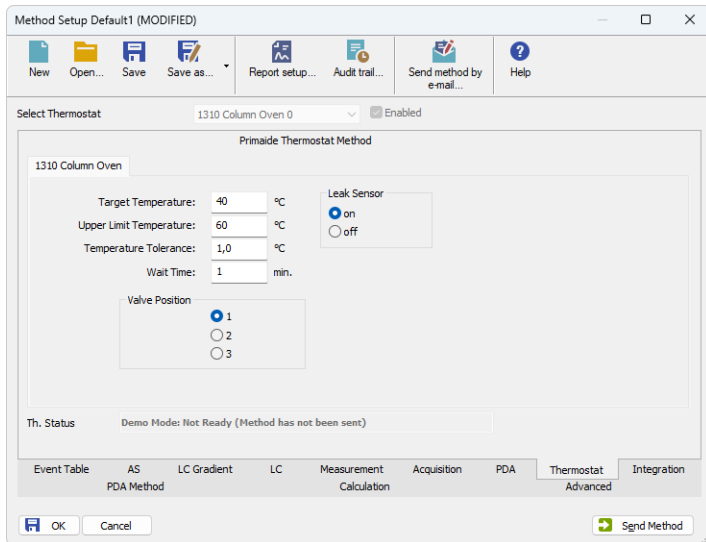 Method Setup Default1 (MODIFIED)
New Open... Save Save as... Report setup... Audit trail... Send method by e-mail... Help
Select Thermostat 1310 Column Oven 0 Enabled
Primaide Thermostat Method
1310 Column Oven
Target Temperature: 40 °C
Upper Limit Temperature: 60 °C
Temperature Tolerance: 1,0 °C
Wait Time: 1 min.
Leak Sensor
on
off
Valve Position
1
2
3
Th. Status Demo Mode: Not Ready (Method has not been sent)
Event Table AS LC Gradient LC Measurement Acquisition PDA Thermostat Integration
PDA Method Calculation Advanced
OK Cancel Send Method